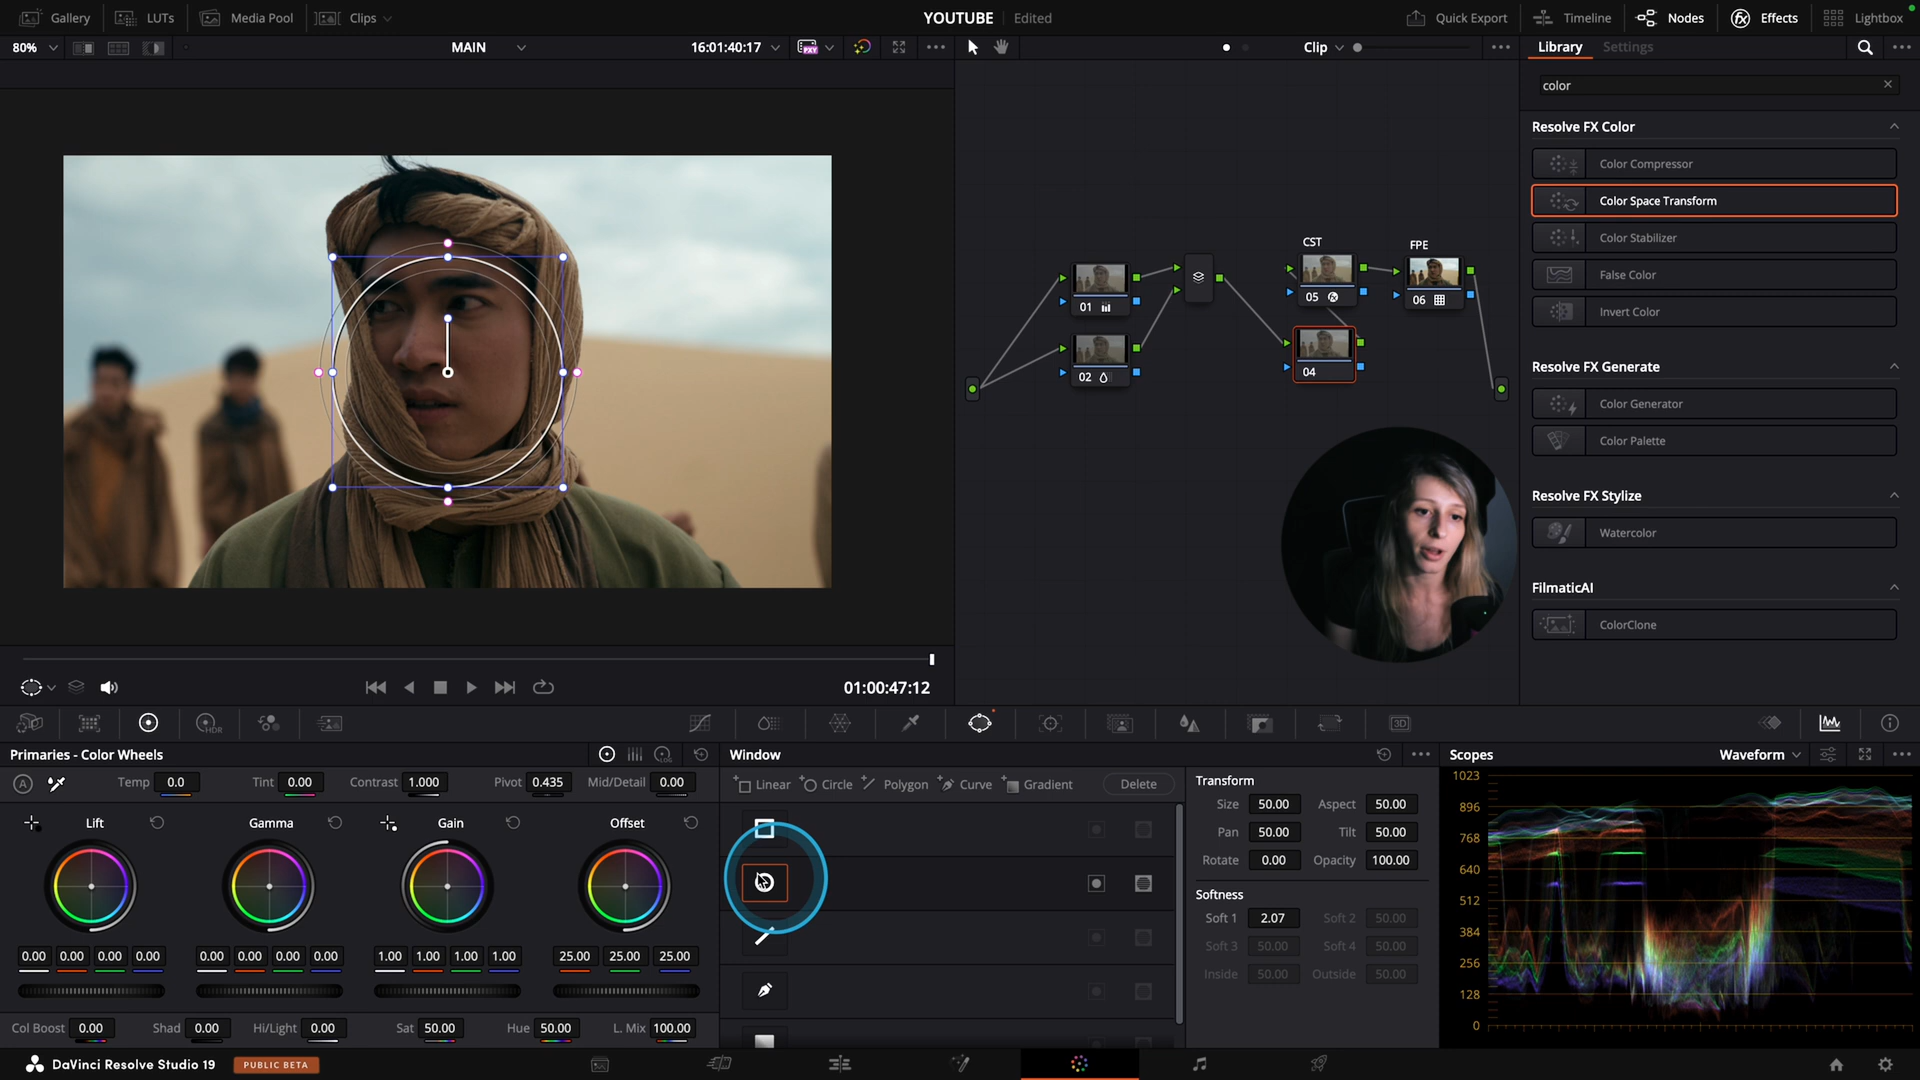 Gallery LUTs Media Pool Clips YOUTUBE Edited Quick Export Timeline Nodes Effects Lightbox
80% MAIN 16:01:40:17 Clip Library Settings
color
Resolve FX Color
Color Compressor
Color Space Transform
Color Stabilizer
False Color
Invert Color
Resolve FX Generate
Color Generator
Color Palette
Resolve FX Stylize
Watercolor
FilmaticAI
ColorClone
CST FPE
01 05 06
02 04
01:00:47:12
HDR 3D
Primaries - Color Wheels LOG Window Scopes Waveform
A Temp 0.0 Tint 0.00 Contrast 1.000 Pivot 0.435 Mid/Detail 0.00
Linear Circle Polygon Curve Gradient Delete
Lift Gamma Gain Offset
0.00 0.00 0.00 0.00 0.00 0.00 0.00 0.00 1.00 1.00 1.00 1.00 25.00 25.00 25.00
Col Boost 0.00 Shad 0.00 Hi/Light 0.00 Sat 50.00 Hue 50.00 L. Mix 100.00
Transform
Size 50.00 Aspect 50.00
Pan 50.00 Tilt 50.00
Rotate 0.00 Opacity 100.00
Softness
Soft 1 2.07 Soft 2 50.00
Soft 3 50.00 Soft 4 50.00
Inside 50.00 Outside 50.00
1023
896
768
640
512
384
256
128
0
DaVinci Resolve Studio 19 PUBLIC BETA